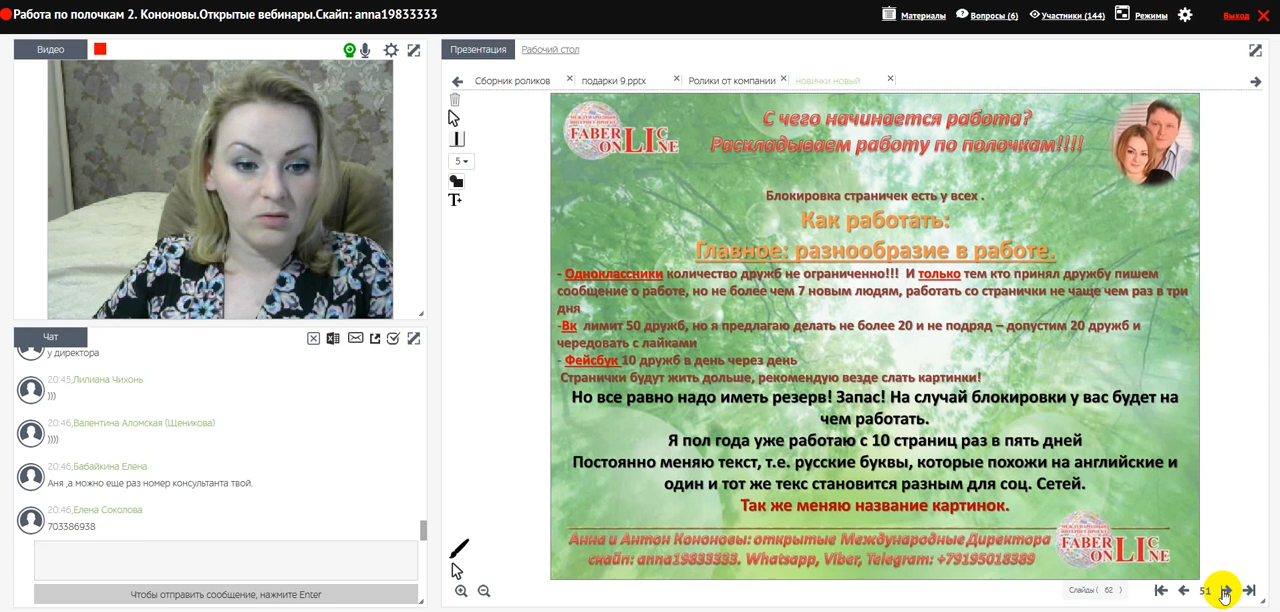 Работа по полочкам 2. Кононовы.Открытые вебинары.Скайп: anna19833333
Материалы
Вопросы (6)
Участники (144)
Режимы
Выход
Видео
Презентация
Рабочий стол
Сборник роликов
подарки 9.pptx
Ролики от компании
новички новый
5
T+
МЕЖДУНАРОДНЫЙ
ИНТЕРНЕТ ПРОЕКТ
FABERLIC
ONLINE
С чего начинается работа?
Раскладываем работу по полочкам!!!!
Блокировка страничек есть у всех .
Как работать:
Главное: разнообразие в работе.
- Одноклассники количество дружб не ограниченно!!! И только тем кто принял дружбу пишем
сообщение о работе, но не более чем 7 новым людям, работать со странички не чаще чем раз в три
дня
-Вк лимит 50 дружб, но я предлагаю делать не более 20 и не подряд – допустим 20 дружб и
чередовать с лайками
- Фейсбук 10 дружб в день через день
Странички будут жить дольше, рекомендую везде слать картинки!
Но все равно надо иметь резерв! Запас! На случай блокировки у вас будет на
чем работать.
Я пол года уже работаю с 10 страниц раз в пять дней
Постоянно меняю текст, т.е. русские буквы, которые похожи на английские и
один и тот же текс становится разным для соц. Сетей.
Так же меняю название картинок.
Анна и Антон Кононовы: открытые Международные Директора
скайп: anna19833333. Whatsapp, Viber, Telegram: +79195018389
FABERLIC
ONLINE
Слайды ( 62 )
51
Чат
у директора
20:45,Лилиана Чихонь
)))
20:46,Валентина Аломская (Щеникова)
))))
20:46,Бабайкина Елена
Аня ,а можно еще раз номер консультанта твой.
20:46,Елена Соколова
703386938
Чтобы отправить сообщение, нажмите Enter